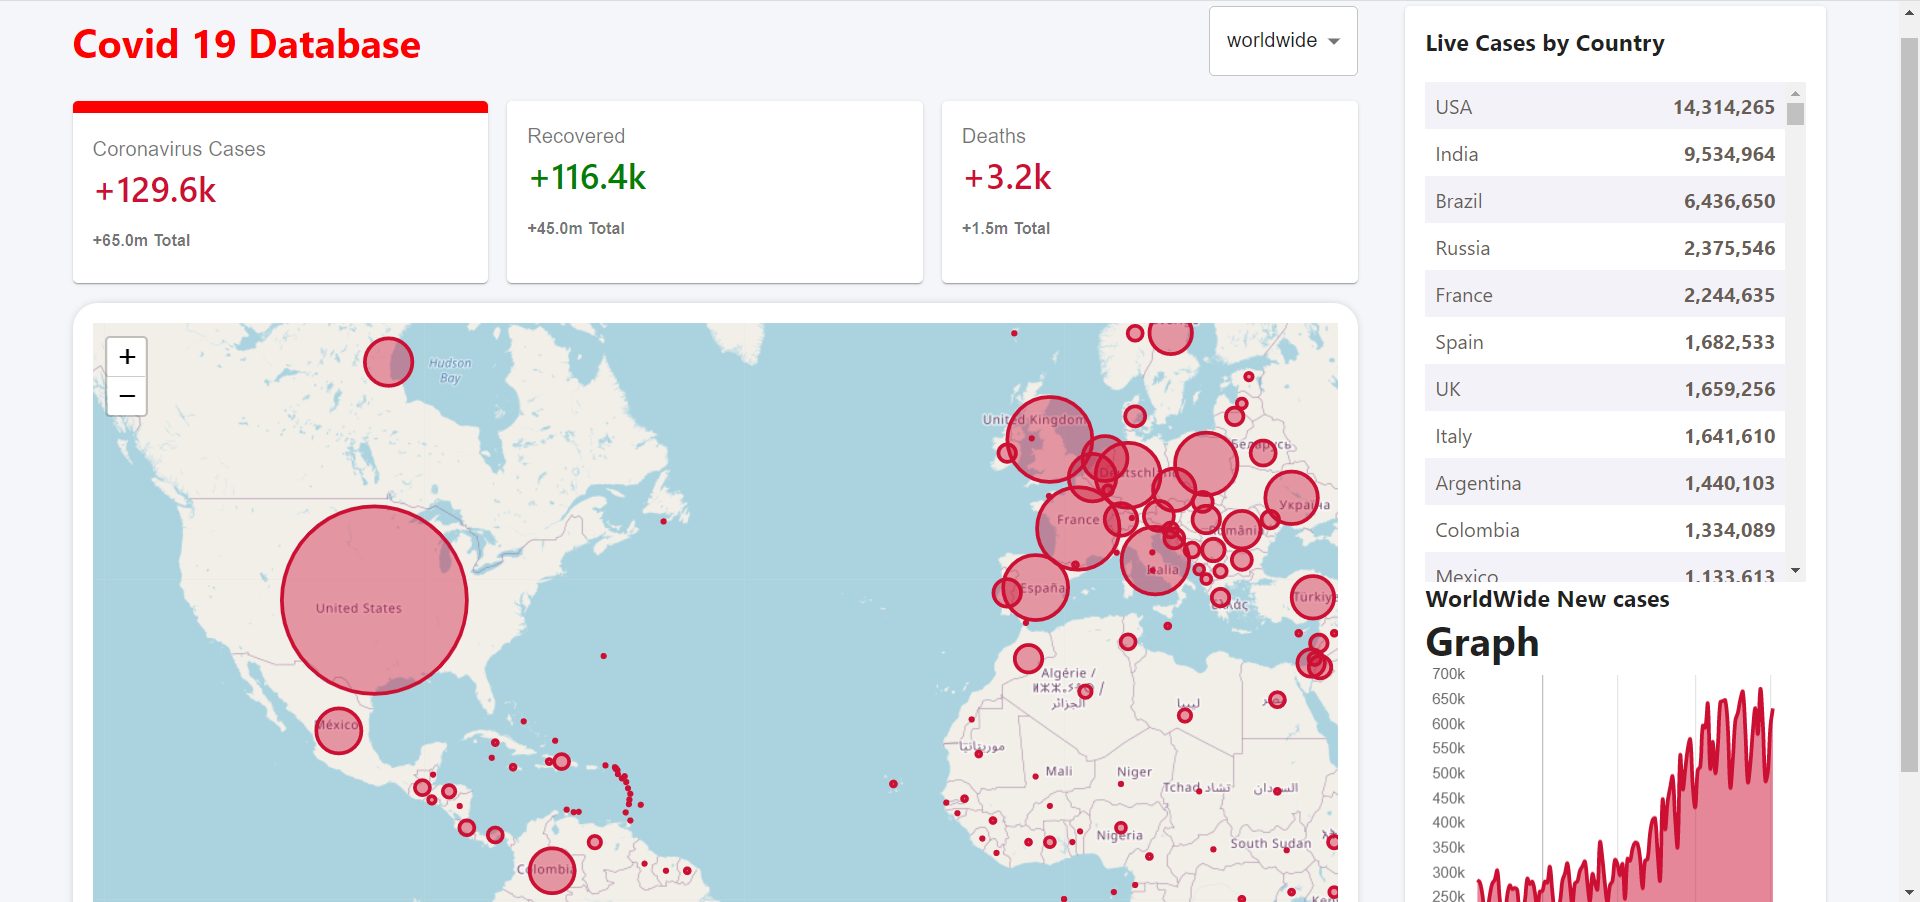 Covid 19 Database
worldwide
Coronavirus Cases
+129.6k
+65.0m Total
Recovered
+116.4k
+45.0m Total
Deaths
+3.2k
+1.5m Total
+
−
Hudson
Bay
United States
México
Colombia
United Kingdom
Беларусь
Deutschland
Україна
France
România
España
Italia
Türkiye
Ελλάς
Algérie /
ⵍⵣⵣⴰⵢⴻⵔ /
الجزائر
ليبيا
مصر
موريتانيا
Mali
Niger
Tchad تشاد
السودان
Nigeria
South Sudan
Live Cases by Country
USA 14,314,265
India 9,534,964
Brazil 6,436,650
Russia 2,375,546
France 2,244,635
Spain 1,682,533
UK 1,659,256
Italy 1,641,610
Argentina 1,440,103
Colombia 1,334,089
Mexico 1,133,613
WorldWide New cases
Graph
700k
650k
600k
550k
500k
450k
400k
350k
300k
250k